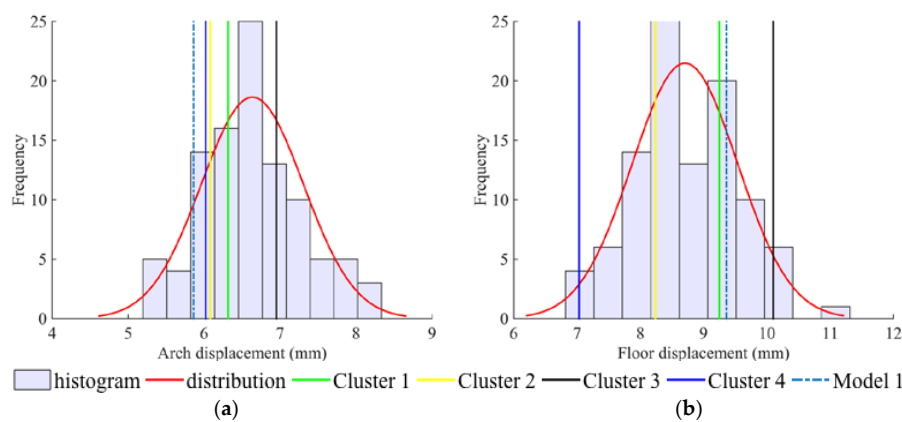 25
20
15
10
5
0
Frequency
4 5 6 7 8 9
Arch displacement (mm)
25
20
15
10
5
0
Frequency
6 7 8 9 10 11 12
Floor displacement (mm)
histogram distribution Cluster 1 Cluster 2 Cluster 3 Cluster 4 Model 1
(a) (b)